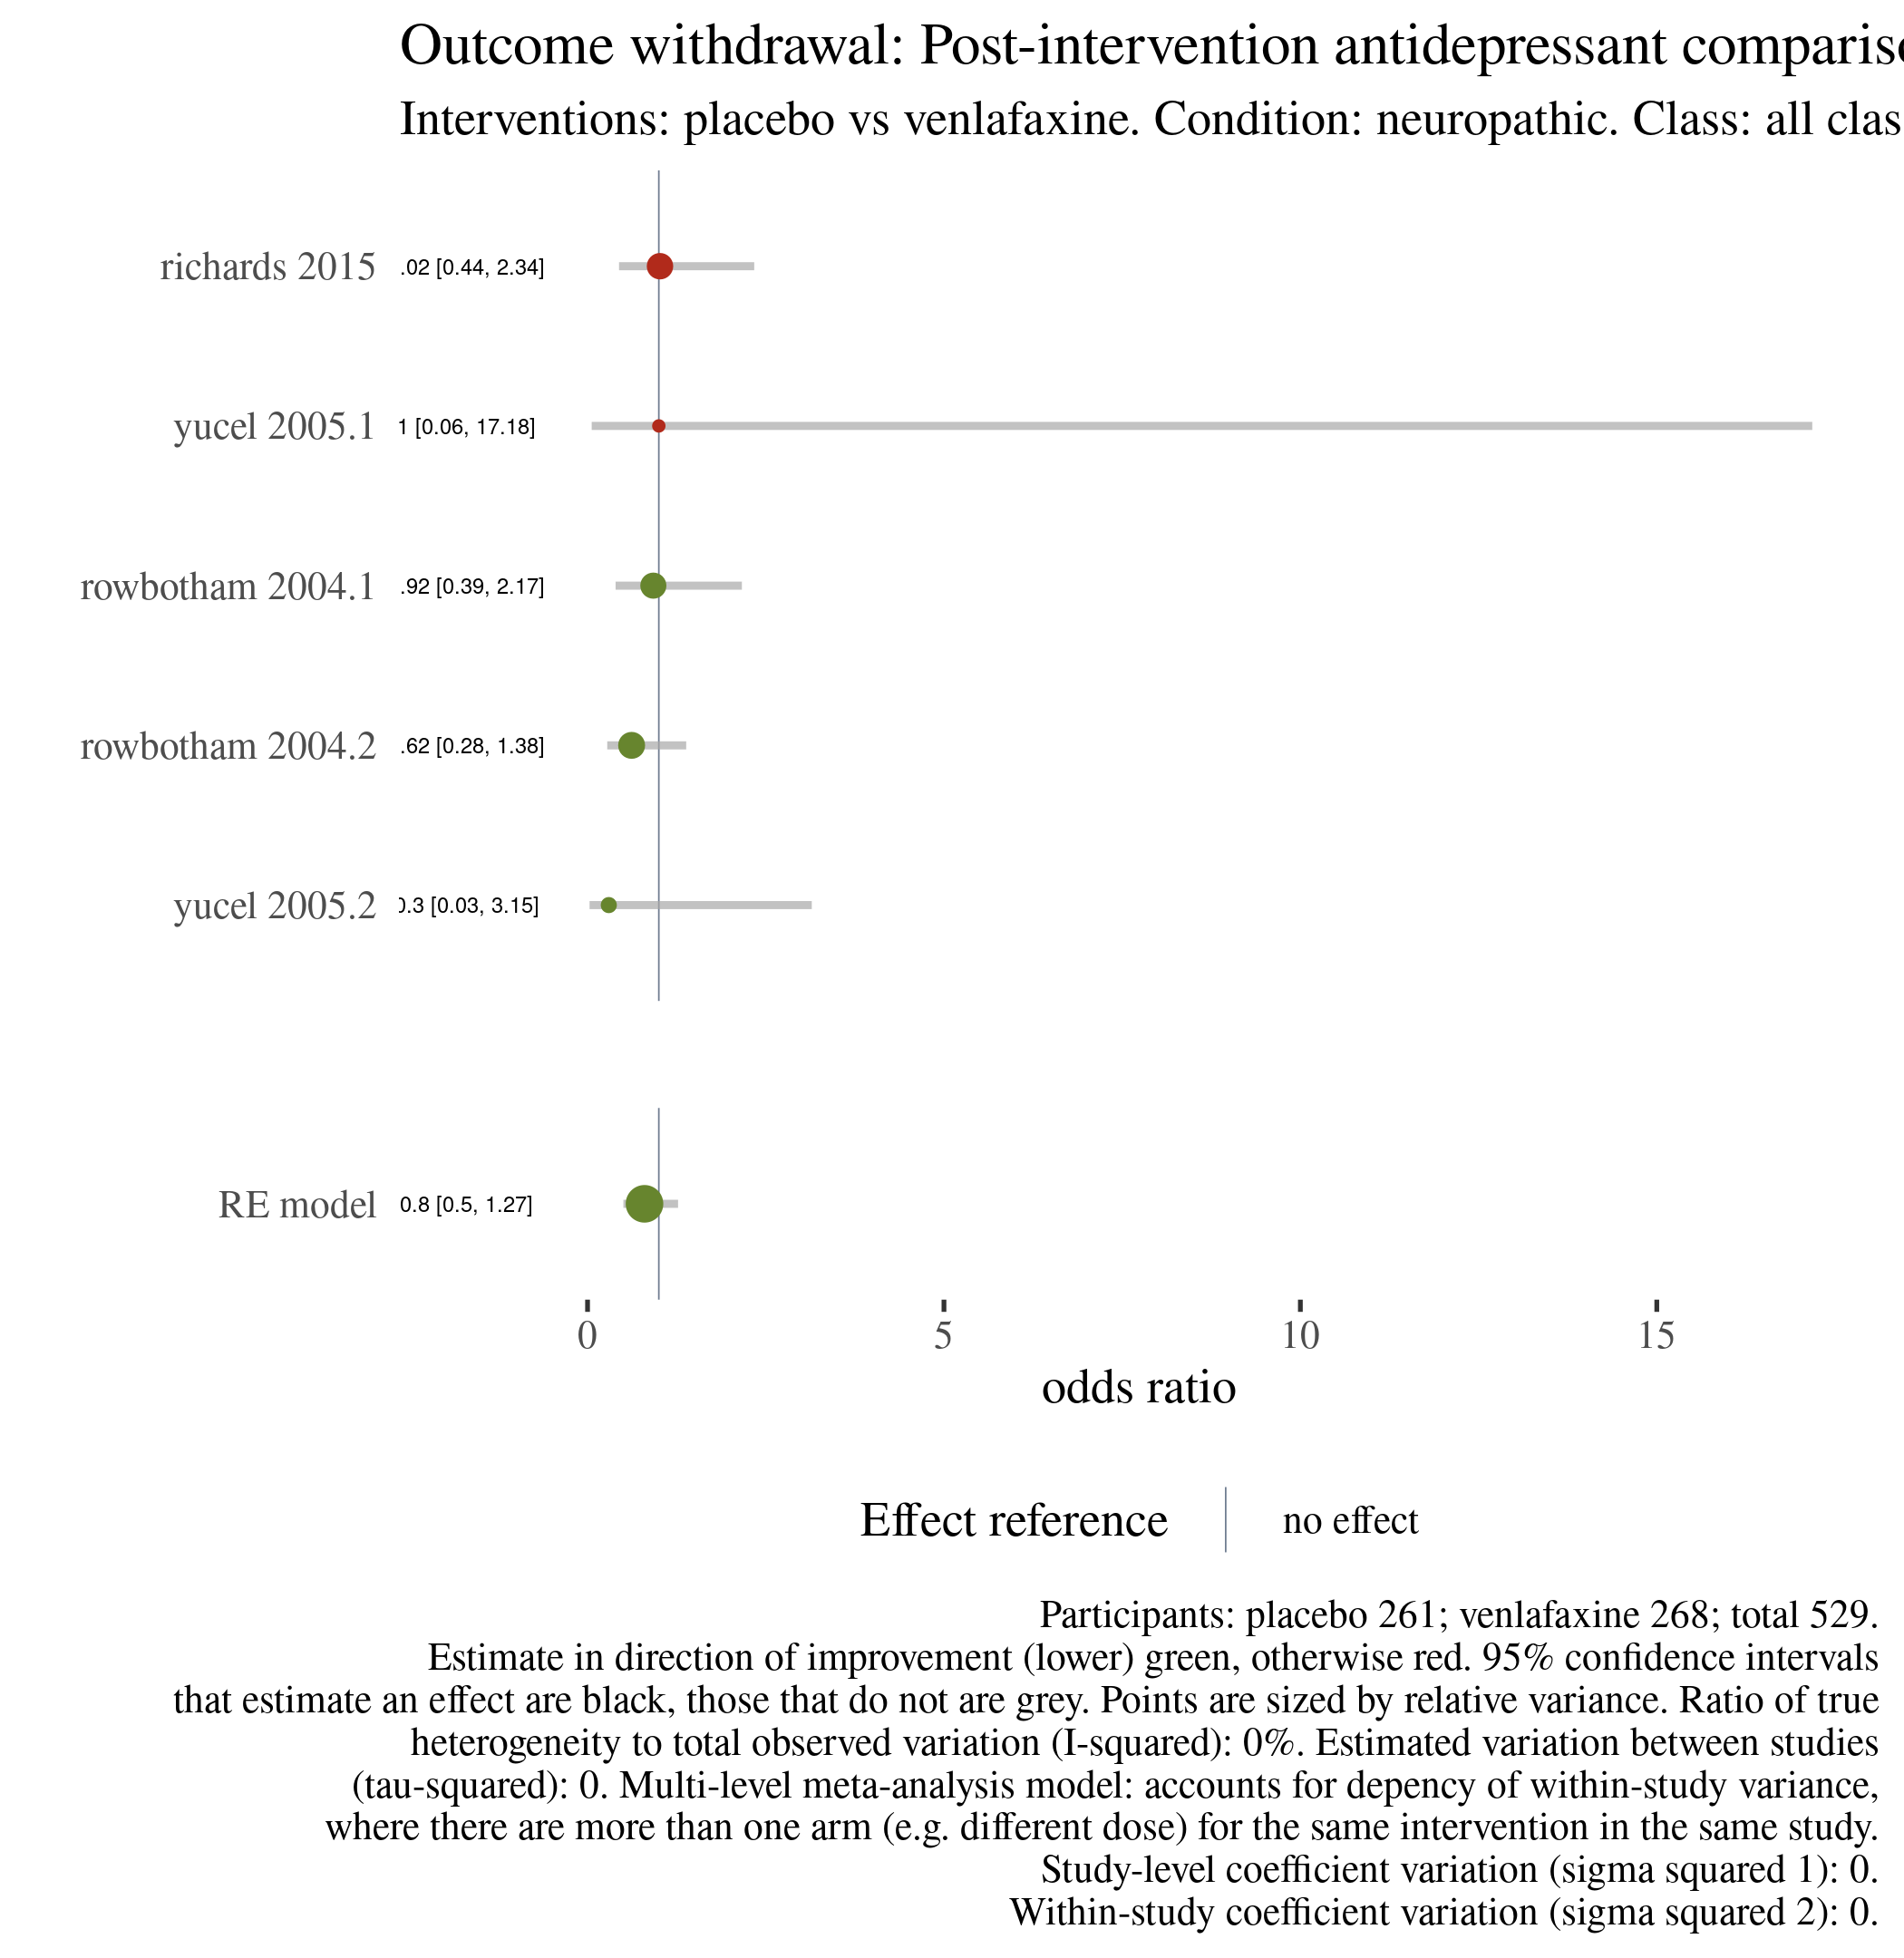 Outcome withdrawal: Post-intervention antidepressant
Interventions: placebo vs venlafaxine. Condition: neuropathic. Class: all
richards 2015 .02 [0.44, 2.34]
yucel 2005.1 1 [0.06, 17.18]
rowbotham 2004.1 .92 [0.39, 2.17]
rowbotham 2004.2 .62 [0.28, 1.38]
yucel 2005.2 0.3 [0.03, 3.15]
RE model 0.8 [0.5, 1.27]
0 5 10 15
odds ratio
Effect reference no effect
Participants: placebo 261; venlafaxine 268; total 529.
Estimate in direction of improvement (lower) green, otherwise red. 95% confidence intervals
that estimate an effect are black, those that do not are grey. Points are sized by relative variance. Ratio of true
heterogeneity to total observed variation (I-squared): 0%. Estimated variation between studies
(tau-squared): 0. Multi-level meta-analysis model: accounts for depency of within-study variance,
where there are more than one arm (e.g. different dose) for the same intervention in the same study.
Study-level coefficient variation (sigma squared 1): 0.
Within-study coefficient variation (sigma squared 2): 0.